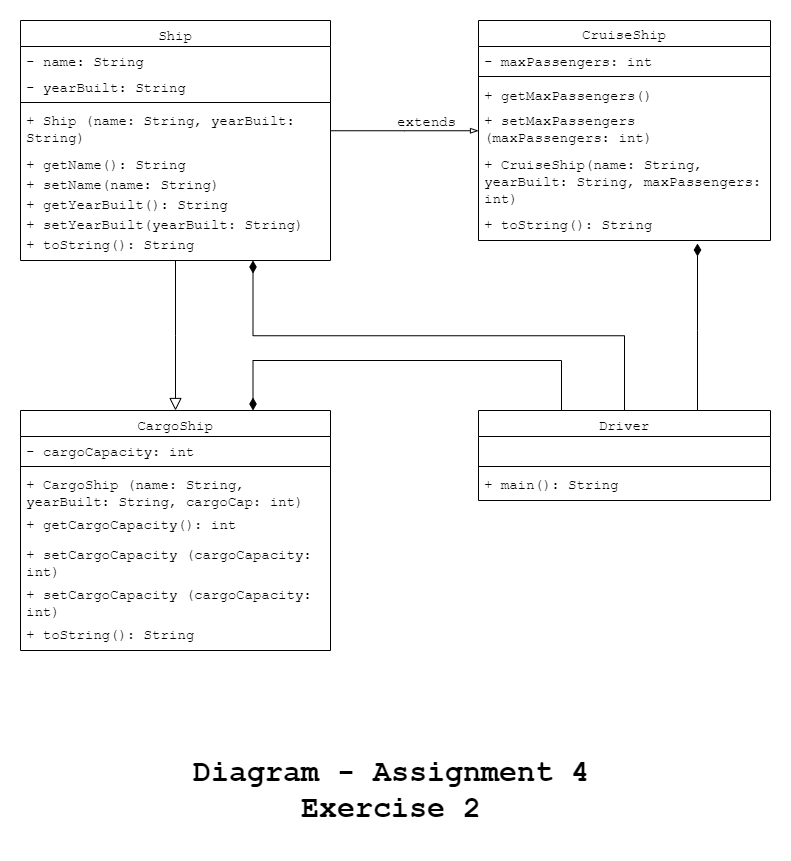 Ship
- name: String
- yearBuilt: String
+ Ship (name: String, yearBuilt:
String)
+ getName(): String
+ setName(name: String)
+ getYearBuilt(): String
+ setYearBuilt(yearBuilt: String)
+ toString(): String
extends
CruiseShip
- maxPassengers: int
+ getMaxPassengers()
+ setMaxPassengers
(maxPassengers: int)
+ CruiseShip(name: String,
yearBuilt: String, maxPassengers:
int)
+ toString(): String
CargoShip
- cargoCapacity: int
+ CargoShip (name: String,
yearBuilt: String, cargoCap: int)
+ getCargoCapacity(): int
+ setCargoCapacity (cargoCapacity:
int)
+ setCargoCapacity (cargoCapacity:
int)
+ toString(): String
Driver
+ main(): String
Diagram - Assignment 4
Exercise 2